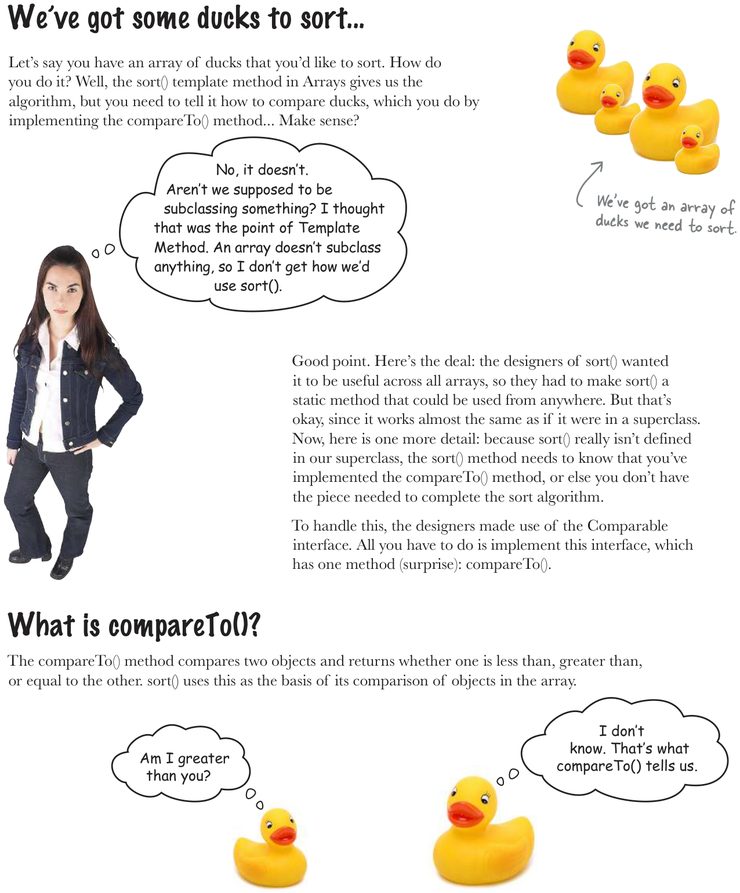 We've got some ducks to sort...
Let's say you have an array of ducks that you'd like to sort. How do
you do it? Well, the sort() template method in Arrays gives us the
algorithm, but you need to tell it how to compare ducks, which you do by
implementing the compareTo() method... Make sense?
No, it doesn't.
Aren't we supposed to be
subclassing something? I thought
that was the point of Template
Method. An array doesn't subclass
anything, so I don't get how we'd
use sort().
We've got an array of
ducks we need to sort.
Good point. Here's the deal: the designers of sort() wanted
it to be useful across all arrays, so they had to make sort() a
static method that could be used from anywhere. But that's
okay, since it works almost the same as if it were in a superclass.
Now, here is one more detail: because sort() really isn't defined
in our superclass, the sort() method needs to know that you've
implemented the compareTo() method, or else you don't have
the piece needed to complete the sort algorithm.
To handle this, the designers made use of the Comparable
interface. All you have to do is implement this interface, which
has one method (surprise): compareTo().
What is compareTo()?
The compareTo() method compares two objects and returns whether one is less than, greater than,
or equal to the other. sort() uses this as the basis of its comparison of objects in the array.
Am I greater
than you?
I don't
know. That's what
compareTo() tells us.